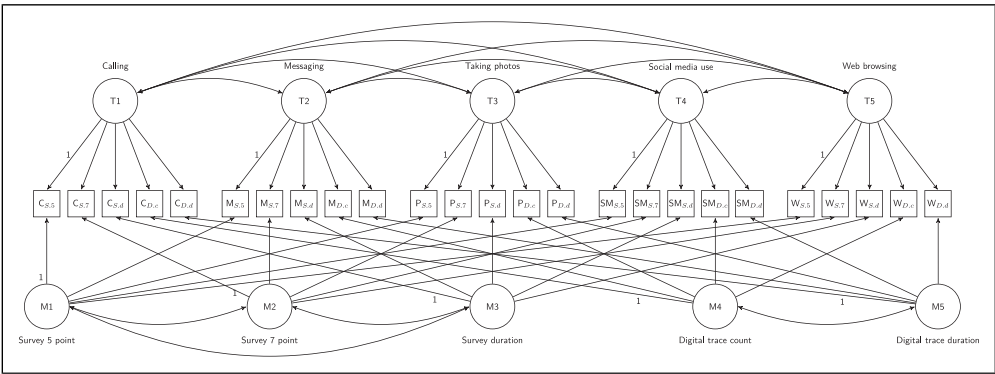 Calling Messaging Taking photos Social media use Web browsing
T1 T2 T3 T4 T5
1 1 1 1 1
C_{S.5} C_{S.7} C_{S.d} C_{D.c} C_{D.d} M_{S.5} M_{S.7} M_{S.d} M_{D.c} M_{D.d} P_{S.5} P_{S.7} P_{S.d} P_{D.c} P_{D.d} SM_{S.5} SM_{S.7} SM_{S.d} SM_{D.c} SM_{D.d} W_{S.5} W_{S.7} W_{S.d} W_{D.c} W_{D.d}
1 1 1 1 1
M1 M2 M3 M4 M5
Survey 5 point Survey 7 point Survey duration Digital trace count Digital trace duration